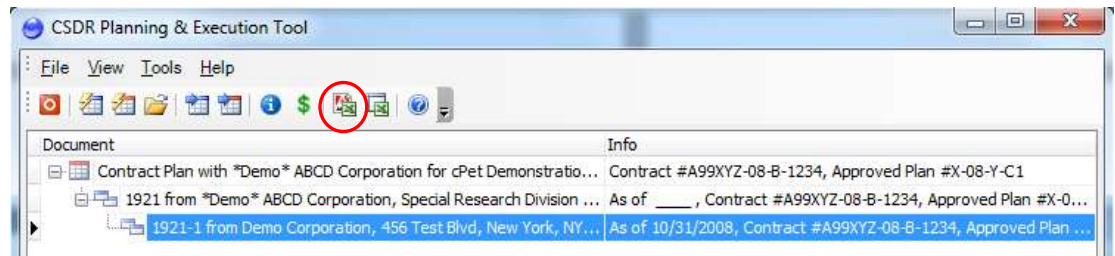 CSDR Planning & Execution Tool
File View Tools Help
Document Info
Contract Plan with *Demo* ABCD Corporation for cPet Demonstratio... Contract #A99XYZ-08-B-1234, Approved Plan #X-08-Y-C1
1921 from *Demo* ABCD Corporation, Special Research Division ... As of ____ , Contract #A99XYZ-08-B-1234, Approved Plan #X-0...
1921-1 from Demo Corporation, 456 Test Blvd, New York, NY... As of 10/31/2008, Contract #A99XYZ-08-B-1234, Approved Plan ...